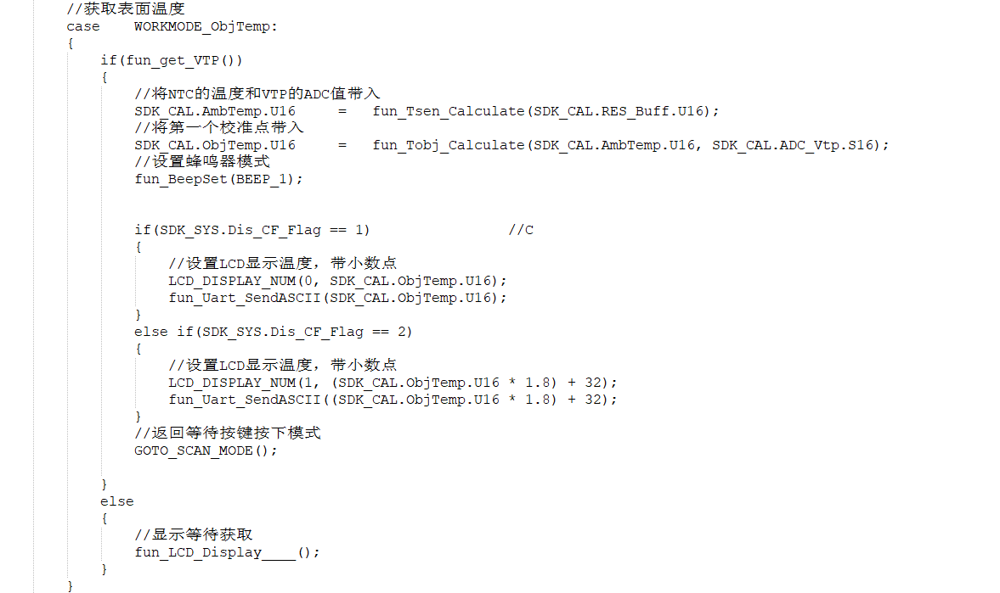 //获取表面温度
case    WORKMODE_ObjTemp:
{
    if(fun_get_VTP())
    {
        //将NTC的温度和VTP的ADC值带入
        SDK_CAL.AmbTemp.U16     =   fun_Tsen_Calculate(SDK_CAL.RES_Buff.U16);
        //将第一个校准点带入
        SDK_CAL.ObjTemp.U16     =   fun_Tobj_Calculate(SDK_CAL.AmbTemp.U16, SDK_CAL.ADC_Vtp.S16);
        //设置蜂鸣器模式
        fun_BeepSet(BEEP_1);
        if(SDK_SYS.Dis_CF_Flag == 1)                //C
        {
            //设置LCD显示温度，带小数点
            LCD_DISPLAY_NUM(0, SDK_CAL.ObjTemp.U16);
            fun_Uart_SendASCII(SDK_CAL.ObjTemp.U16);
        }
        else if(SDK_SYS.Dis_CF_Flag == 2)
        {
            //设置LCD显示温度，带小数点
            LCD_DISPLAY_NUM(1, (SDK_CAL.ObjTemp.U16 * 1.8) + 32);
            fun_Uart_SendASCII((SDK_CAL.ObjTemp.U16 * 1.8) + 32);
        }
        //返回等待按键按下模式
        GOTO_SCAN_MODE();
    }
    else
    {
        //显示等待获取
        fun_LCD_Display____();
    }
}